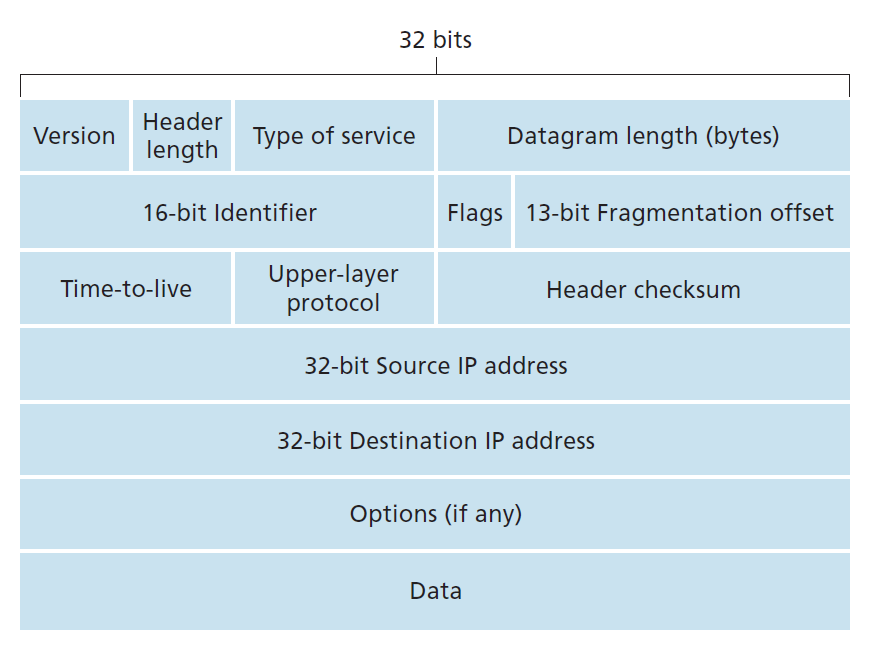 32 bits
Version
Header
length
Type of service
Datagram length (bytes)
16-bit Identifier
Flags
13-bit Fragmentation offset
Time-to-live
Upper-layer
protocol
Header checksum
32-bit Source IP address
32-bit Destination IP address
Options (if any)
Data